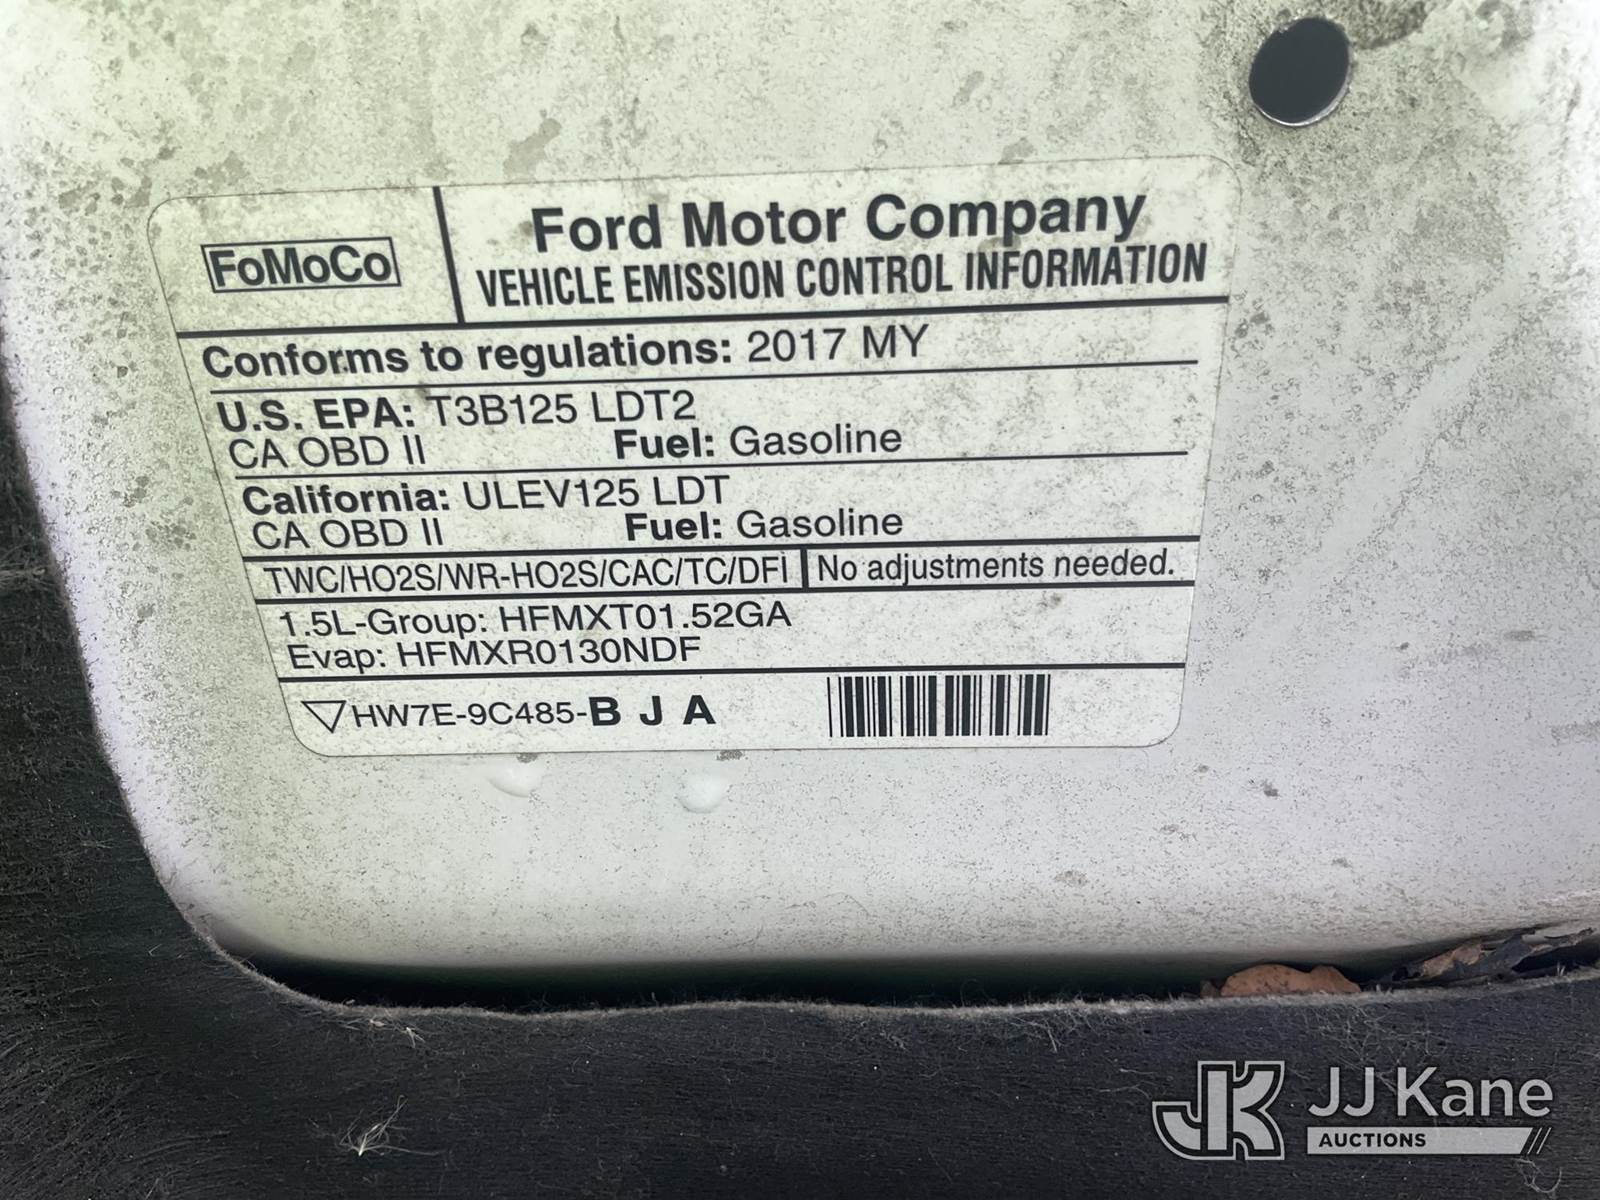 FoMoCo
Ford Motor Company
VEHICLE EMISSION CONTROL INFORMATION
Conforms to regulations: 2017 MY
U.S. EPA: T3B125 LDT2
CA OBD II Fuel: Gasoline
California: ULEV125 LDT
CA OBD II Fuel: Gasoline
TWC/HO2S/WR-HO2S/CAC/TC/DFI No adjustments needed.
1.5L-Group: HFMXT01.52GA
Evap: HFMXR0130NDF
HW7E-9C485-B J A
JK JJ Kane
AUCTIONS